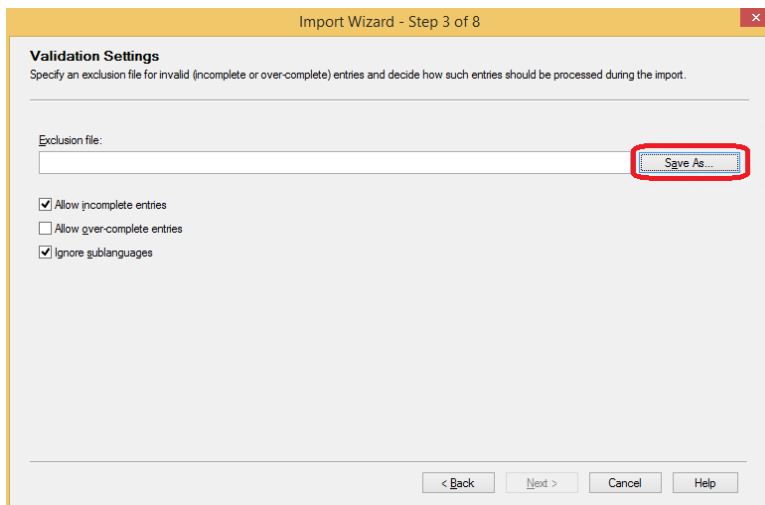 Import Wizard - Step 3 of 8
Validation Settings
Specify an exclusion file for invalid (incomplete or over-complete) entries and decide how such entries should be processed during the import.
Exclusion file:
Save As...
Allow incomplete entries
Allow over-complete entries
Ignore sublanguages
< Back Next > Cancel Help